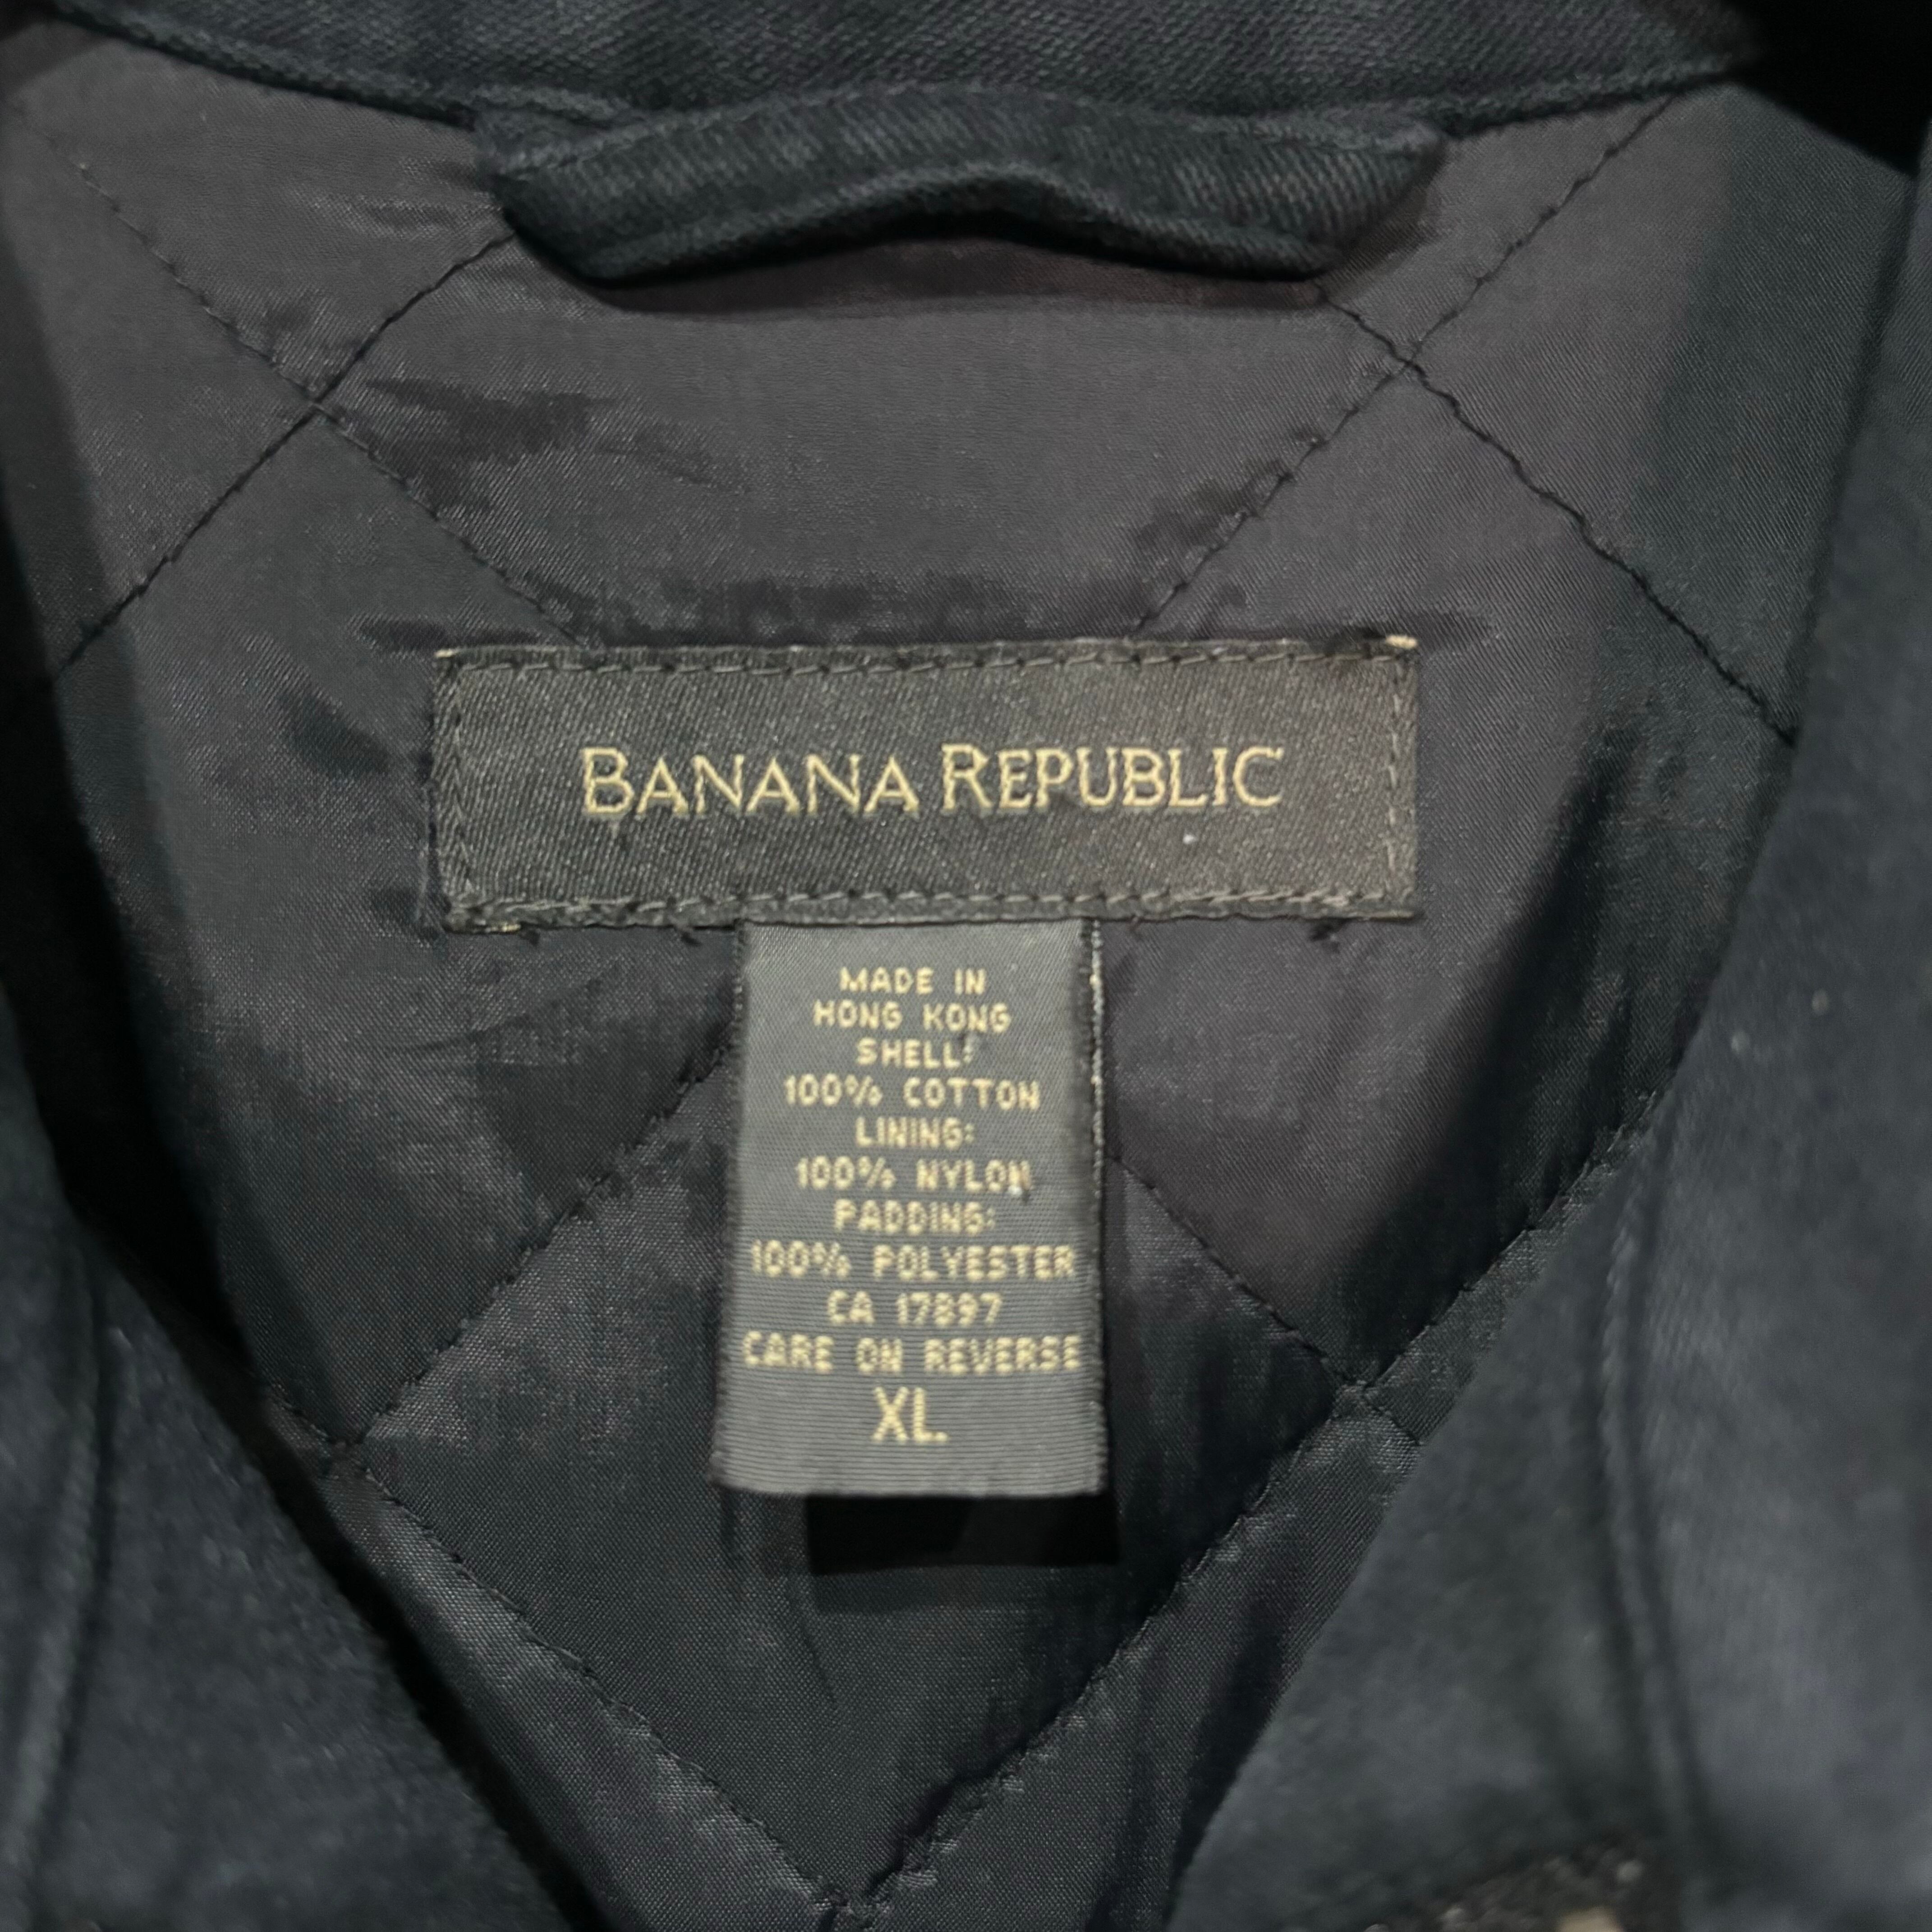 BANANA REPUBLIC
MADE IN
HONG KONG
SHELL:
100% COTTON
LINING:
100% NYLON
PADDING:
100% POLYESTER
CA 17897
CARE ON REVERSE
XL